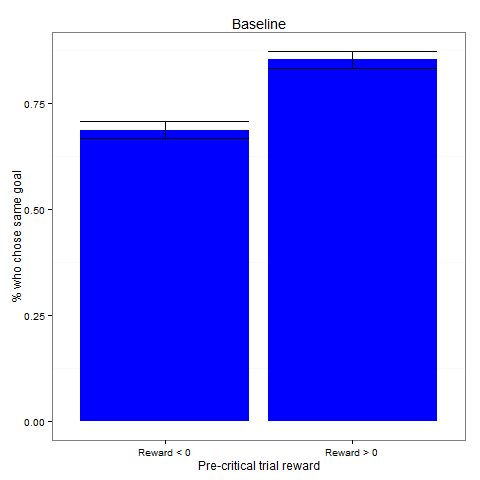 Baseline
% who chose same goal
0.75
0.50
0.25
0.00
Reward < 0
Reward > 0
Pre-critical trial reward